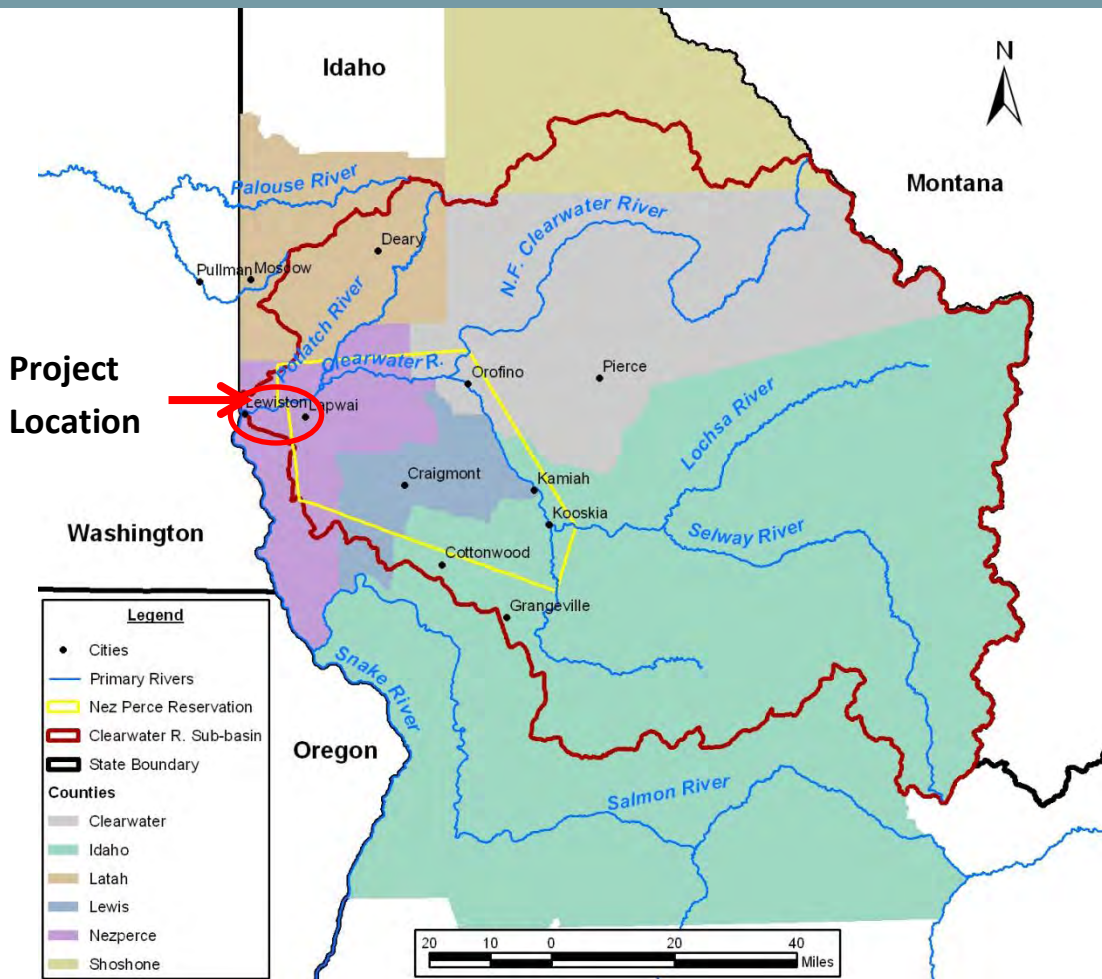 Idaho
N
Montana
Palouse River
N.F. Clearwater River
Deary
Pullman
Moscow
Potlatch River
Clearwater R.
Project
Location
Orofino
Pierce
Lewiston
Lapwai
Lochsa River
Craigmont
Kamiah
Kooskia
Selway River
Washington
Cottonwood
Grangeville
Snake River
Oregon
Salmon River
Legend
Cities
Primary Rivers
Nez Perce Reservation
Clearwater R. Sub-basin
State Boundary
Counties
Clearwater
Idaho
Latah
Lewis
Nezperce
Shoshone
20 10 0 20 40
Miles